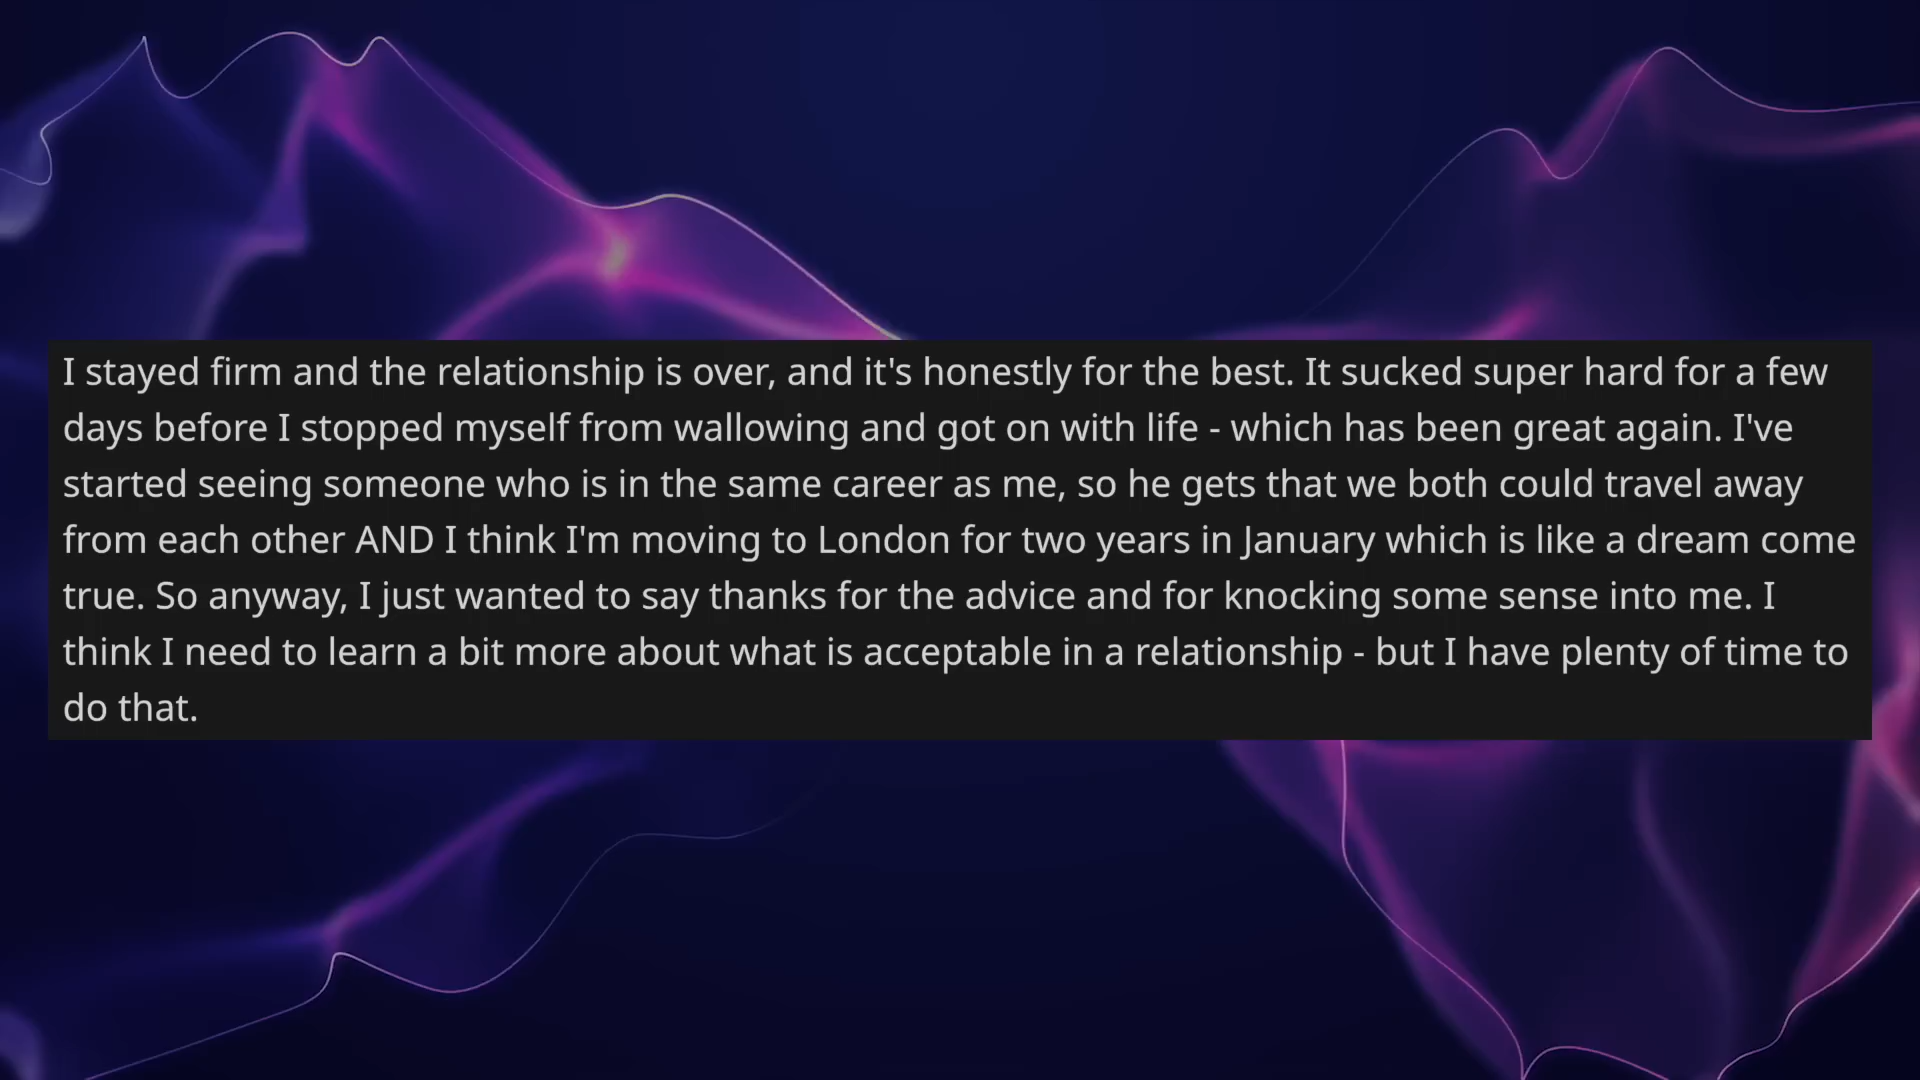 I stayed firm and the relationship is over, and it's honestly for the best. It sucked super hard for a few
days before I stopped myself from wallowing and got on with life - which has been great again. I've
started seeing someone who is in the same career as me, so he gets that we both could travel away
from each other AND I think I'm moving to London for two years in January which is like a dream come
true. So anyway, I just wanted to say thanks for the advice and for knocking some sense into me. I
think I need to learn a bit more about what is acceptable in a relationship - but I have plenty of time to
do that.